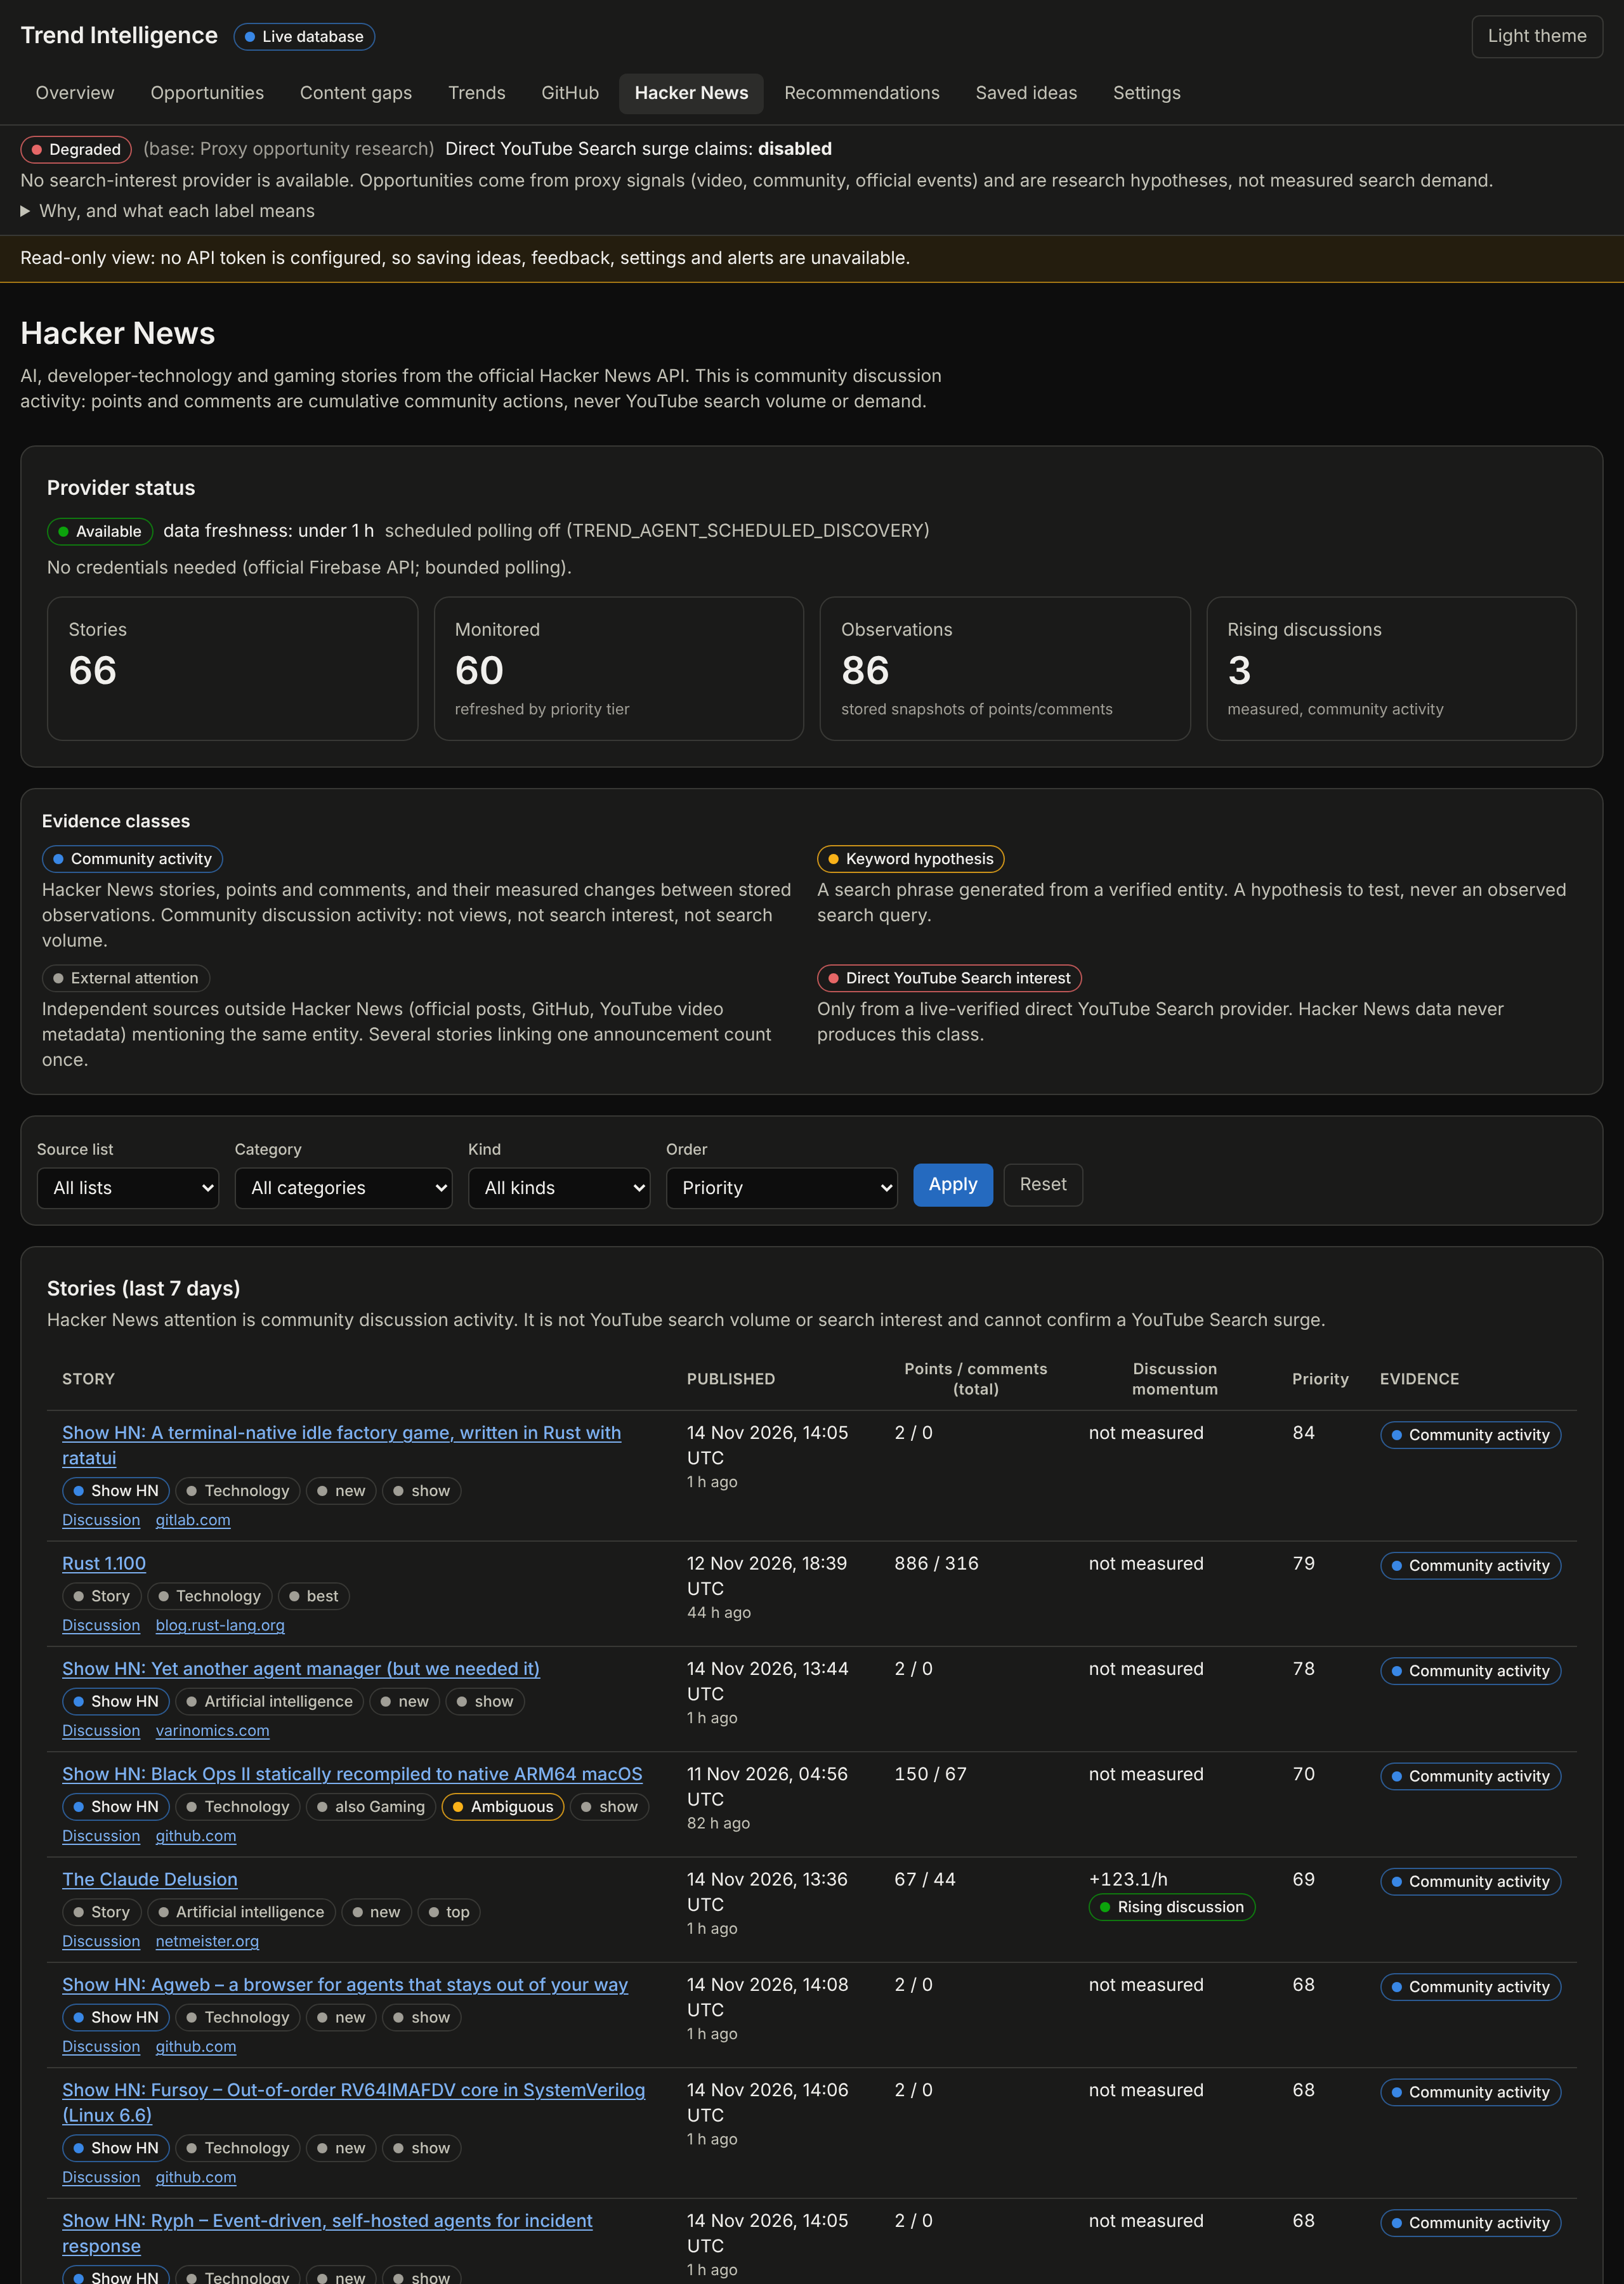 Trend Intelligence
Live database
Light theme
Overview
Opportunities
Content gaps
Trends
GitHub
Hacker News
Recommendations
Saved ideas
Settings
Degraded (base: Proxy opportunity research) Direct YouTube Search surge claims: disabled
No search-interest provider is available. Opportunities come from proxy signals (video, community, official events) and are research hypotheses, not measured search demand.
Why, and what each label means
Read-only view: no API token is configured, so saving ideas, feedback, settings and alerts are unavailable.
Hacker News
AI, developer-technology and gaming stories from the official Hacker News API. This is community discussion
activity: points and comments are cumulative community actions, never YouTube search volume or demand.
Provider status
Available data freshness: under 1 h scheduled polling off (TREND_AGENT_SCHEDULED_DISCOVERY)
No credentials needed (official Firebase API; bounded polling).
Stories
66
Monitored
60
refreshed by priority tier
Observations
86
stored snapshots of points/comments
Rising discussions
3
measured, community activity
Evidence classes
Community activity
Hacker News stories, points and comments, and their measured changes between stored
observations. Community discussion activity: not views, not search interest, not search
volume.
Keyword hypothesis
A search phrase generated from a verified entity. A hypothesis to test, never an observed
search query.
External attention
Independent sources outside Hacker News (official posts, GitHub, YouTube video
metadata) mentioning the same entity. Several stories linking one announcement count
once.
Direct YouTube Search interest
Only from a live-verified direct YouTube Search provider. Hacker News data never
produces this class.
Source list
All lists
Category
All categories
Kind
All kinds
Order
Priority
Apply
Reset
Stories (last 7 days)
Hacker News attention is community discussion activity. It is not YouTube search volume or search interest and cannot confirm a YouTube Search surge.
STORY
PUBLISHED
Points / comments
(total)
Discussion
momentum
Priority
EVIDENCE
Show HN: A terminal-native idle factory game, written in Rust with
ratatui
Show HN Technology new show
Discussion gitlab.com
14 Nov 2026, 14:05
UTC
1 h ago
2 / 0
not measured
84
Community activity
Rust 1.100
Story Technology best
Discussion blog.rust-lang.org
12 Nov 2026, 18:39
UTC
44 h ago
886 / 316
not measured
79
Community activity
Show HN: Yet another agent manager (but we needed it)
Show HN Artificial intelligence new show
Discussion varinomics.com
14 Nov 2026, 13:44
UTC
1 h ago
2 / 0
not measured
78
Community activity
Show HN: Black Ops II statically recompiled to native ARM64 macOS
Show HN Technology also Gaming Ambiguous show
Discussion github.com
11 Nov 2026, 04:56
UTC
82 h ago
150 / 67
not measured
70
Community activity
The Claude Delusion
Story Artificial intelligence new top
Discussion netmeister.org
14 Nov 2026, 13:36
UTC
1 h ago
67 / 44
+123.1/h
Rising discussion
69
Community activity
Show HN: Agweb – a browser for agents that stays out of your way
Show HN Technology new show
Discussion github.com
14 Nov 2026, 14:08
UTC
1 h ago
2 / 0
not measured
68
Community activity
Show HN: Fursoy – Out-of-order RV64IMAFDV core in SystemVerilog
(Linux 6.6)
Show HN Technology new show
Discussion github.com
14 Nov 2026, 14:06
UTC
1 h ago
2 / 0
not measured
68
Community activity
Show HN: Ryph – Event-driven, self-hosted agents for incident
response
Show HN Technology new show
14 Nov 2026, 14:05
UTC
1 h ago
2 / 0
not measured
68
Community activity